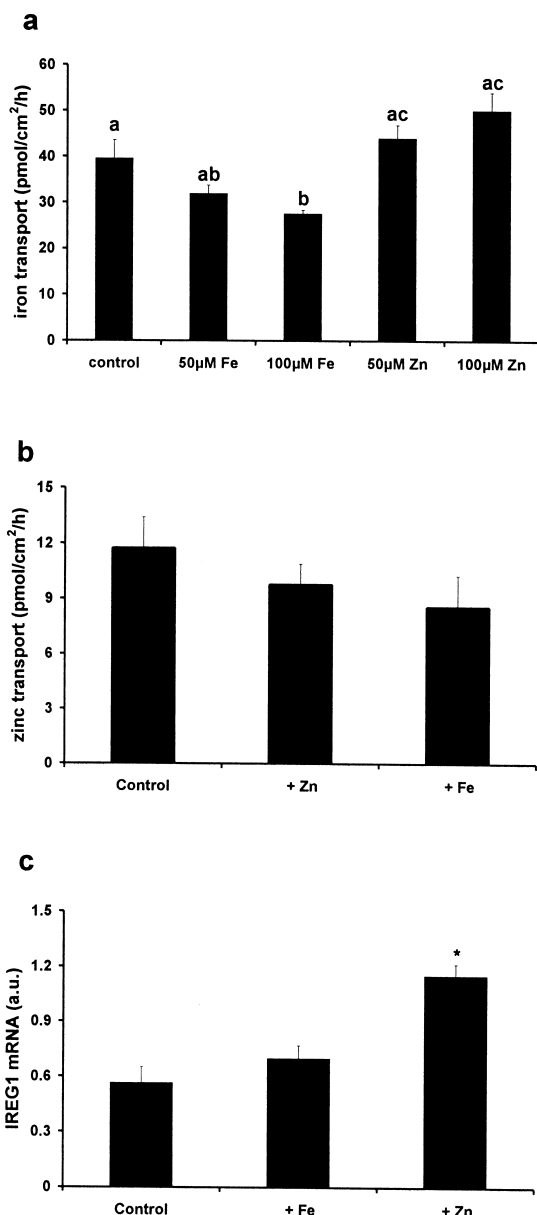 a
iron transport (pmol/cm²/h)
60
50
40
30
20
10
0
a
ab
b
ac
ac
control
50µM Fe
100µM Fe
50µM Zn
100µM Zn
b
zinc transport (pmol/cm²/h)
15
12
9
6
3
0
Control
+ Zn
+ Fe
c
IREG1 mRNA (a.u.)
1.5
1.2
0.9
0.6
0.3
0
*
Control
+ Fe
+ Zn